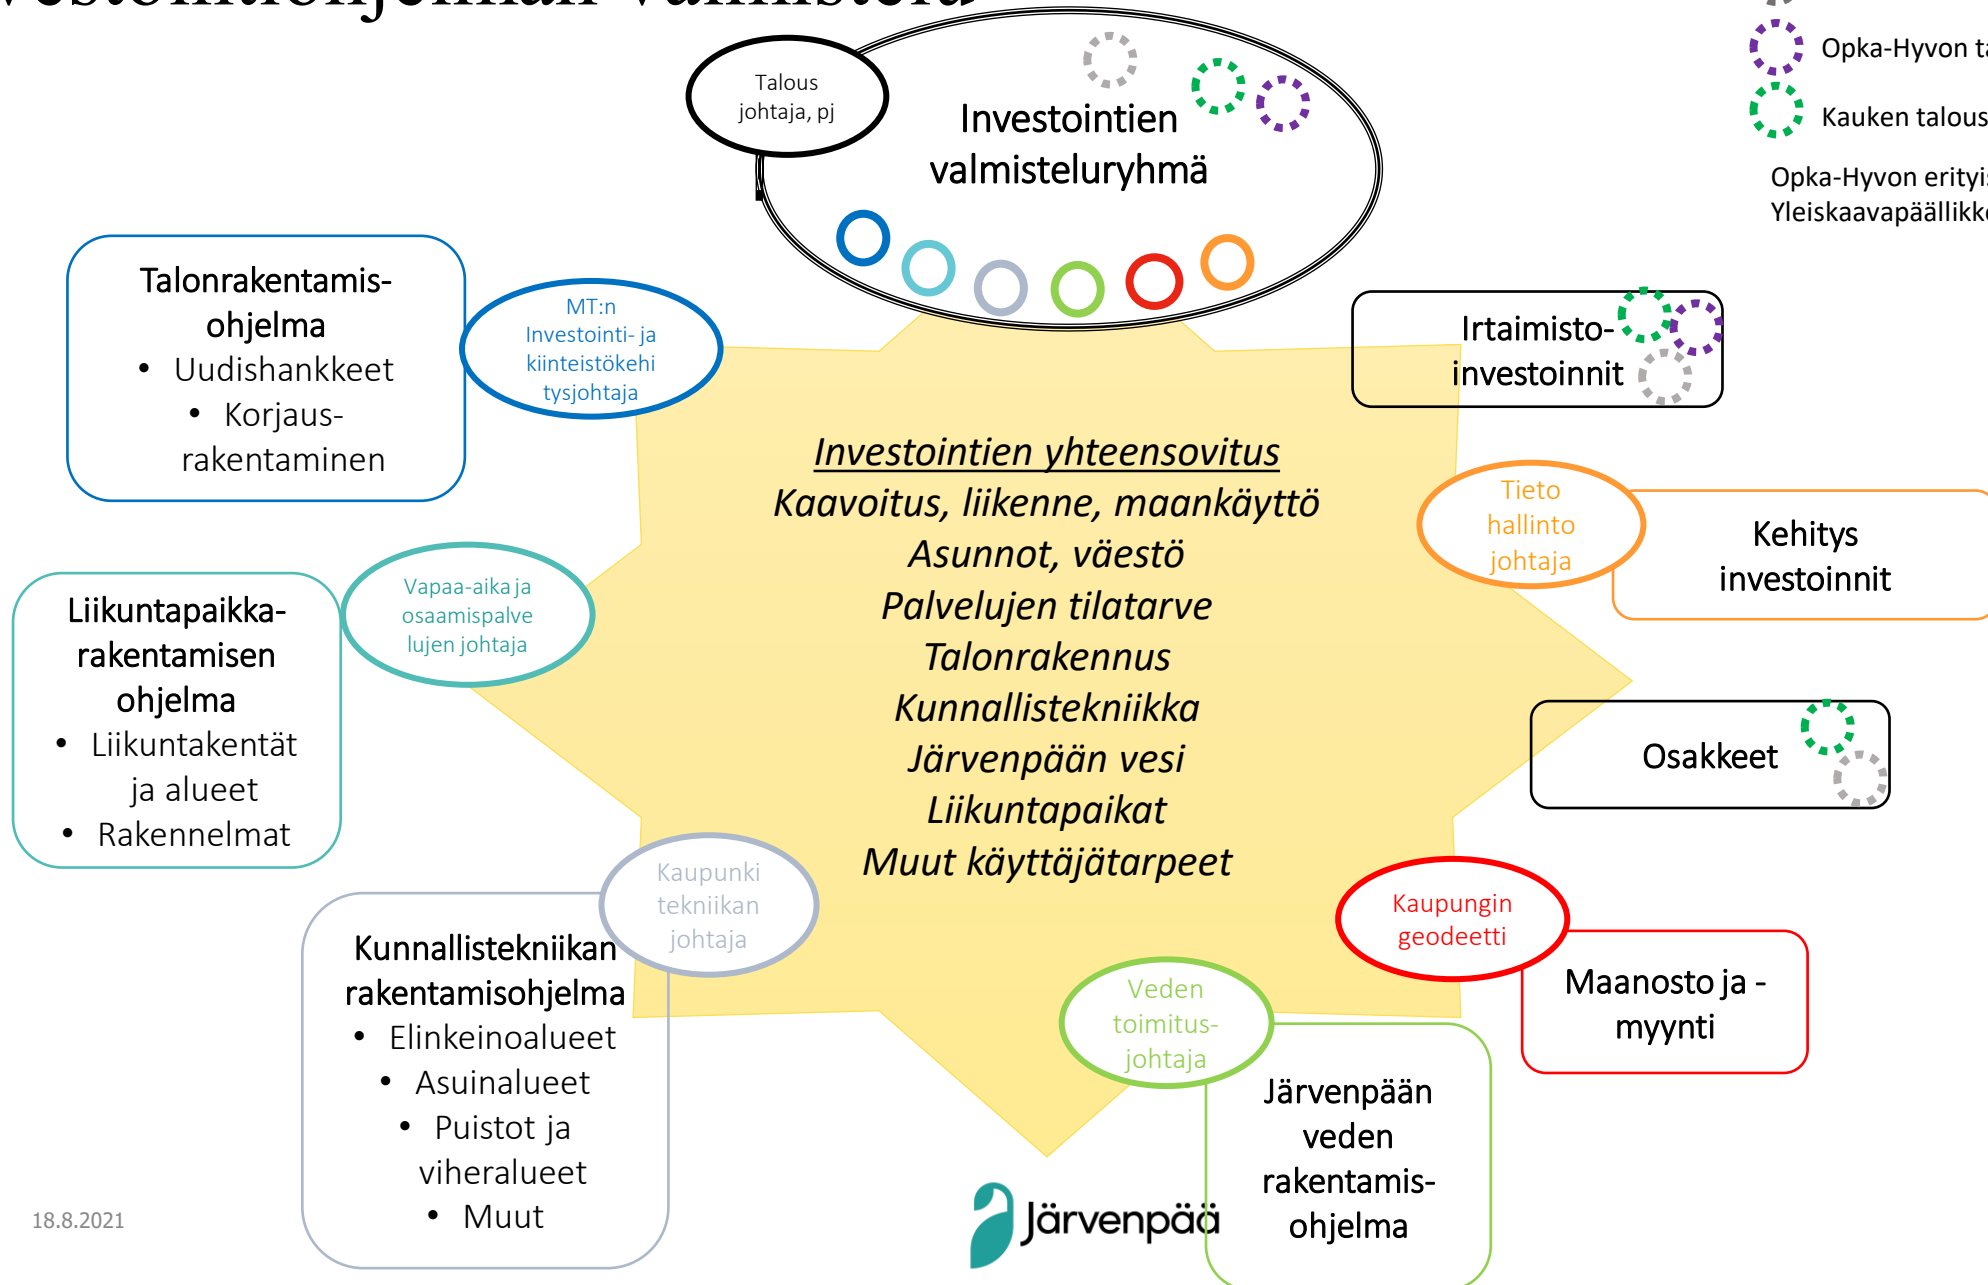 Talous
johtaja, pj
Investointien
valmisteluryhmä
Opka-Hyvon
Kauken talous
Opka-Hyvon
Talonrakentamis-
ohjelma
• Uudishankkeet
• Korjaus-
rakentaminen
MT:n
Investointi- ja
kiinteistökehi
tysjohtaja
Irtaimisto-
investoinnit
Investointien yhteensovitus
Kaavoitus, liikenne, maankäyttö
Asunnot, väestö
Palvelujen tilatarve
Talonrakennus
Kunnallistekniikka
Järvenpään vesi
Liikuntapaikat
Muut käyttäjätarpeet
Tieto
hallinto
johtaja
Kehitys
investoinnit
Liikuntapaikka-
rakentamisen
ohjelma
• Liikuntakentät
ja alueet
• Rakennelmat
Vapaa-aika ja
osaamispalve
lujen johtaja
Osakkeet
Kaupunki
tekniikan
johtaja
Kunnallistekniikan
rakentamisohjelma
• Elinkeinoalueet
• Asuinalueet
• Puistot ja
viheralueet
• Muut
Kaupungin
geodeetti
Maanosto ja -
myynti
Veden
toimitus-
johtaja
Järvenpään
veden
rakentamis-
ohjelma
18.8.2021
Järvenpää